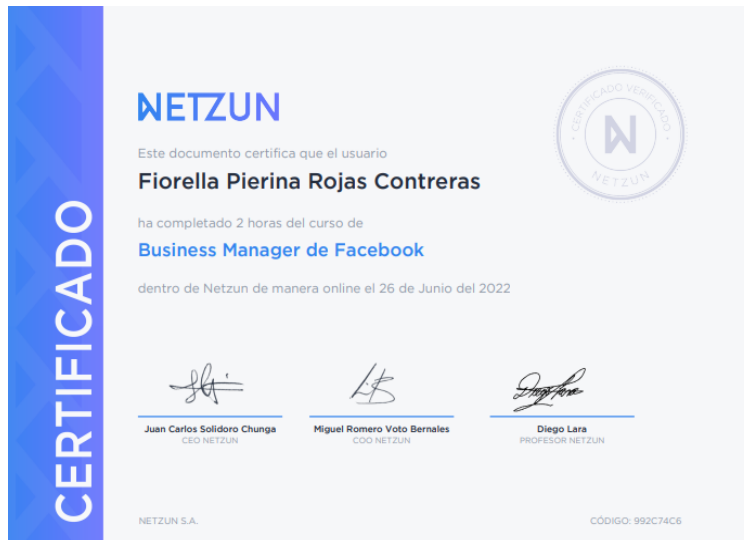 CERTIFICADO
NETZUN
CERTIFICADO VERIFICADO
N
NETZUN
Este documento certifica que el usuario
Fiorella Pierina Rojas Contreras
ha completado 2 horas del curso de
Business Manager de Facebook
dentro de Netzun de manera online el 26 de Junio del 2022
Juan Carlos Solidoro Chunga
CEO NETZUN
Miguel Romero Voto Bernales
COO NETZUN
Diego Lara
PROFESOR NETZUN
NETZUN S.A.
CÓDIGO: 992C74C6